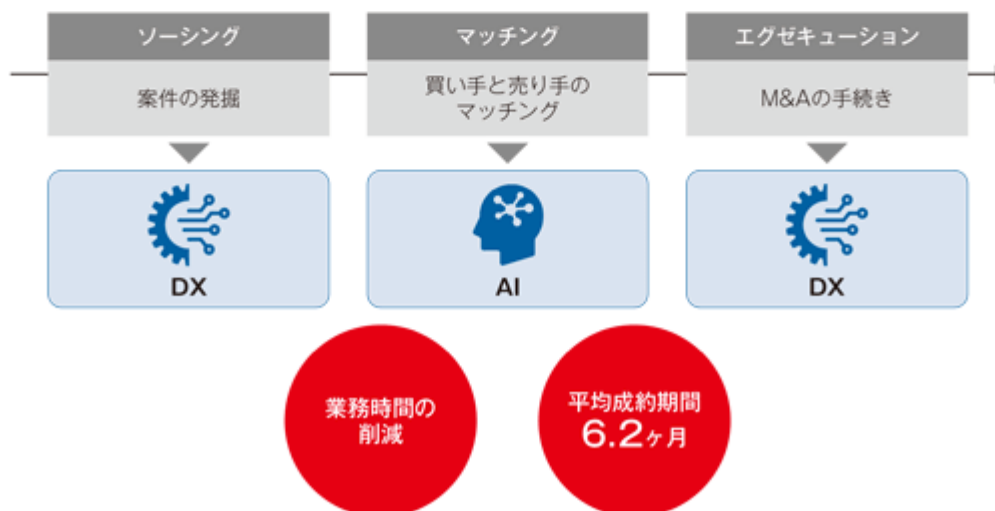 ソーシング
案件の発掘
DX
マッチング
買い手と売り手の
マッチング
AI
エグゼキューション
M&Aの手続き
DX
業務時間の
削減
平均成約期間
6.2ヶ月